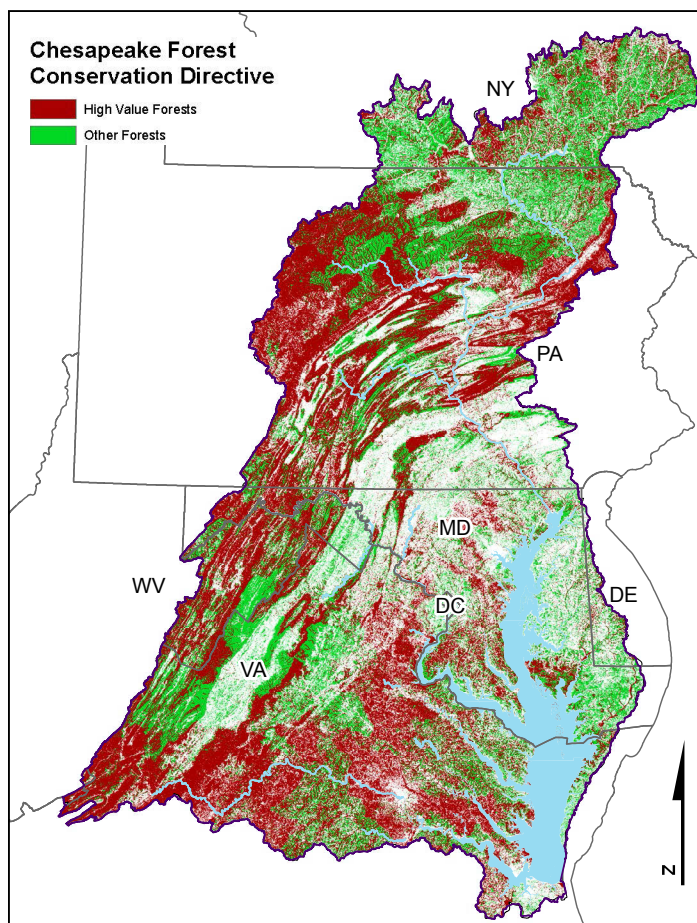 Chesapeake Forest
Conservation Directive
High Value Forests
Other Forests
NY
PA
MD
WV
DE
DC
VA
N